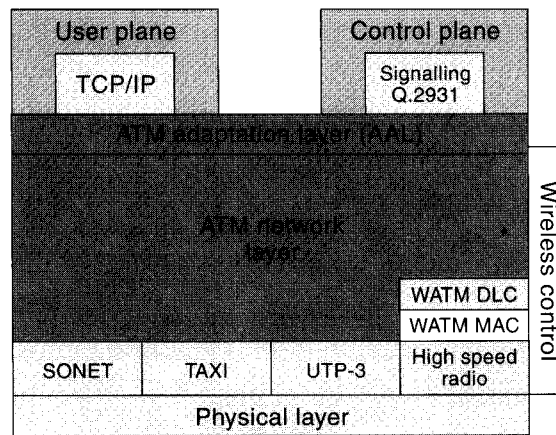 User plane
Control plane
TCP/IP
Signalling
Q.2931
ATM adaptation layer (AAL)
ATM network
layer
Wireless control
WATM DLC
WATM MAC
SONET
TAXI
UTP-3
High speed
radio
Physical layer